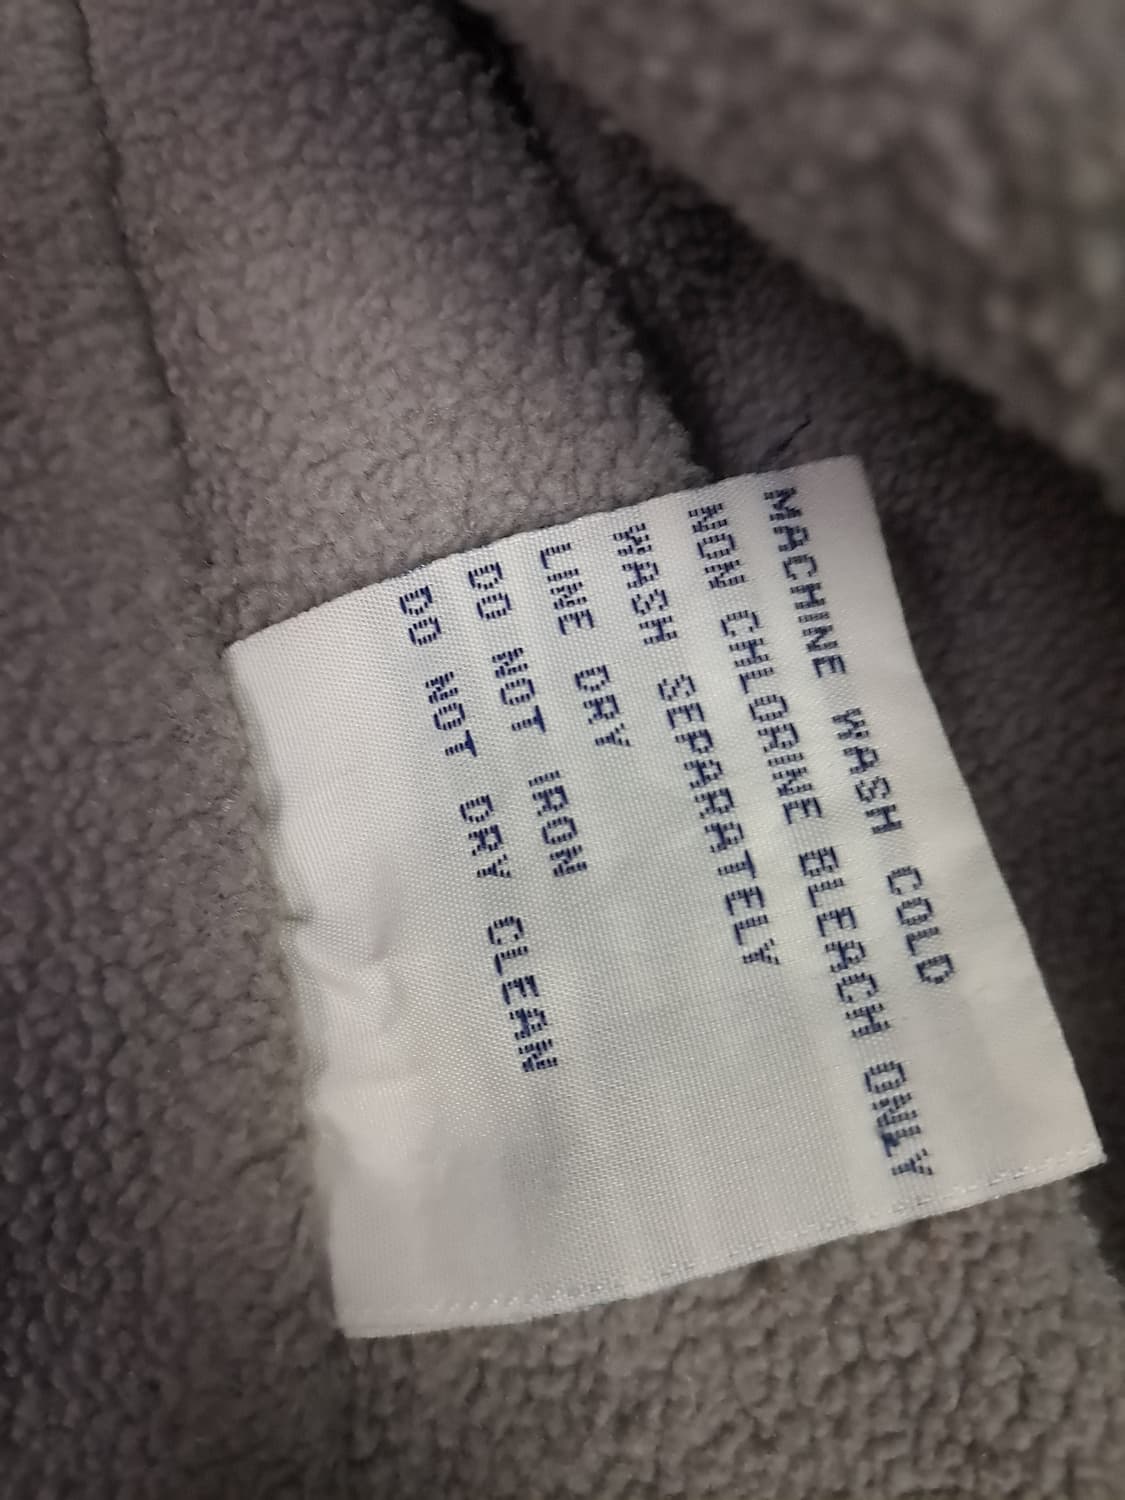 MACHINE WASH COLD
NON CHLORINE BLEACH ONLY
WASH SEPARATELY
LINE DRY
DO NOT IRON
DO NOT DRY CLEAN